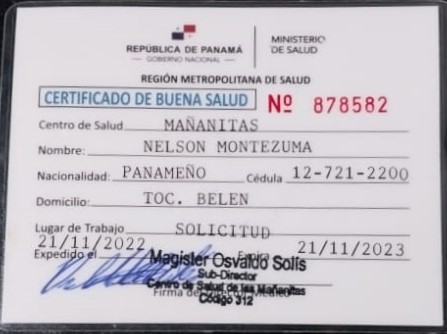 REPÚBLICA DE PANAMÁ
— GOBIERNO NACIONAL —
MINISTERIO
DE SALUD
REGIÓN METROPOLITANA DE SALUD
CERTIFICADO DE BUENA SALUD Nº 878582
Centro de Salud MAÑANITAS
Nombre: NELSON MONTEZUMA
Nacionalidad: PANAMEÑO Cédula 12-721-2200
Domicilio: TOC. BELEN
Lugar de Trabajo SOLICITUD
21/11/2022 21/11/2023
Expedido el Expira
Magister Osvaldo Solís
Sub-Director
Centro de Salud de las Mañanitas
Firma del Médico
Código 312